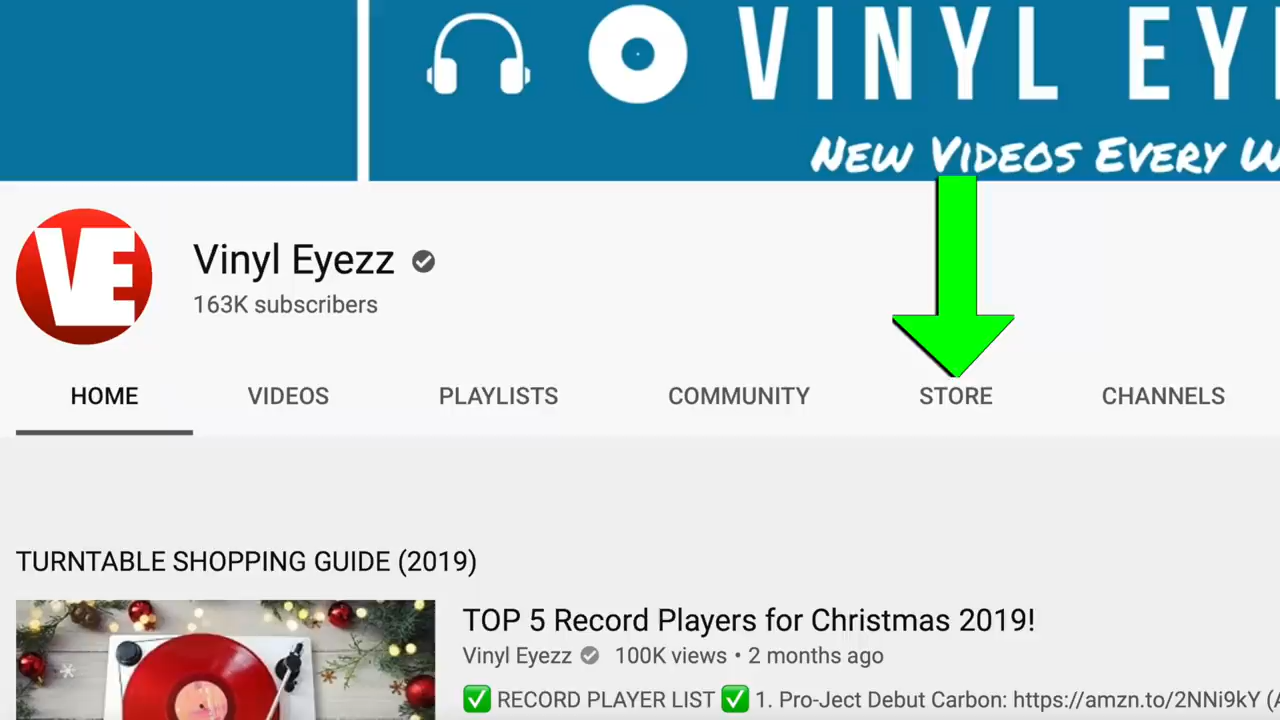 VINYL EY
NEW VIDEOS EVERY W
VE
Vinyl Eyezz
163K subscribers
HOME VIDEOS PLAYLISTS COMMUNITY STORE CHANNELS
TURNTABLE SHOPPING GUIDE (2019)
TOP 5 Record Players for Christmas 2019!
Vinyl Eyezz 100K views • 2 months ago
✅ RECORD PLAYER LIST ✅ 1. Pro-Ject Debut Carbon: https://amzn.to/2NNi9kY (